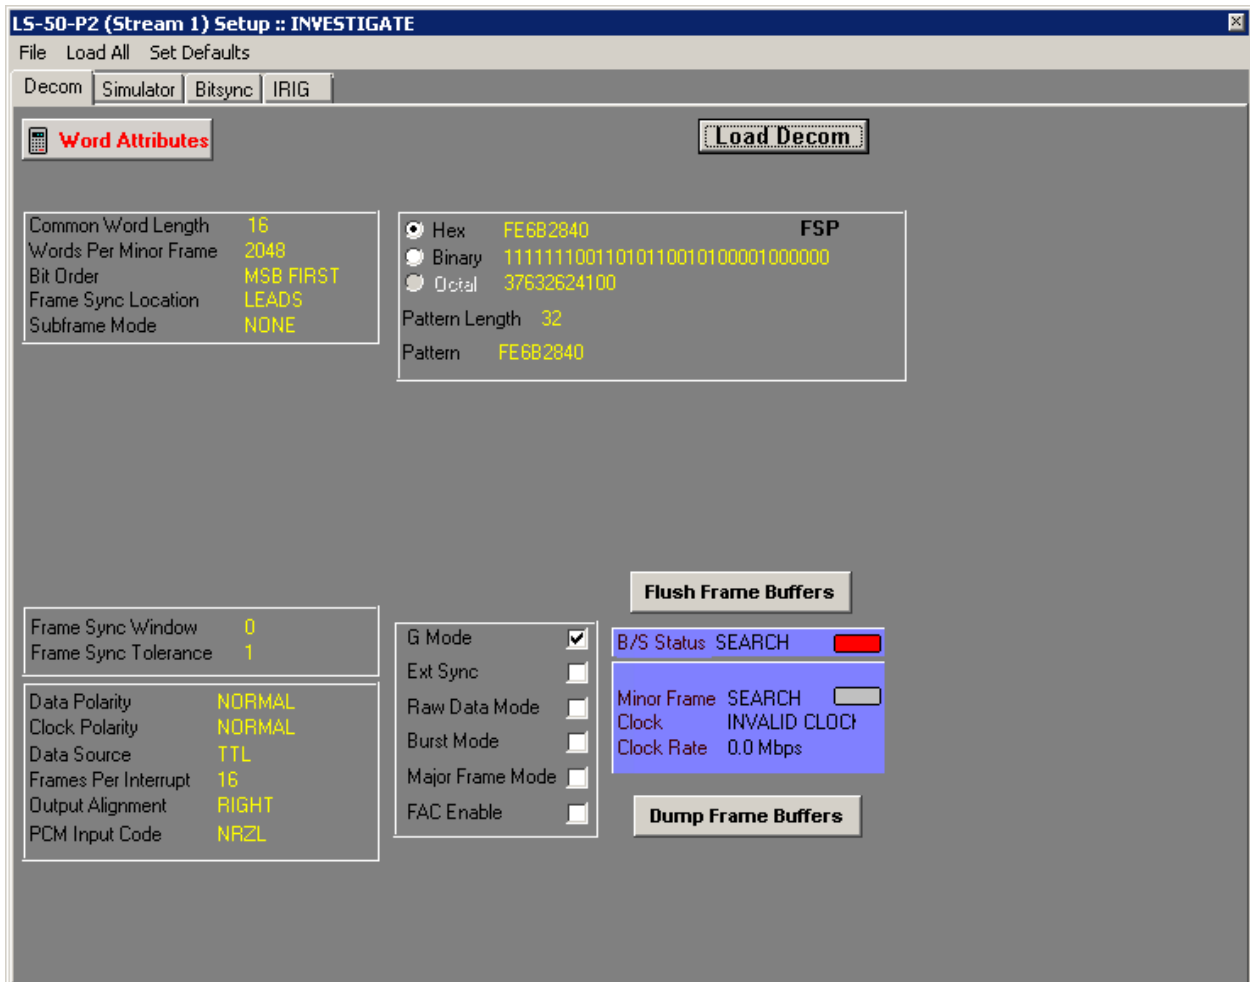 LS-50-P2 (Stream 1) Setup :: INVESTIGATE
File Load All Set Defaults
Decom Simulator Bitsync IRIG
Word Attributes
Load Decom
Common Word Length 16
Words Per Minor Frame 2048
Bit Order MSB FIRST
Frame Sync Location LEADS
Subframe Mode NONE
Hex FE6B2840 FSP
Binary 11111110011010110010100001000000
Octal 37632624100
Pattern Length 32
Pattern FE6B2840
Flush Frame Buffers
Frame Sync Window 0
Frame Sync Tolerance 1
Data Polarity NORMAL
Clock Polarity NORMAL
Data Source TTL
Frames Per Interrupt 16
Output Alignment RIGHT
PCM Input Code NRZL
G Mode
Ext Sync
Raw Data Mode
Burst Mode
Major Frame Mode
FAC Enable
B/S Status SEARCH
Minor Frame SEARCH
Clock INVALID CLOCK
Clock Rate 0.0 Mbps
Dump Frame Buffers